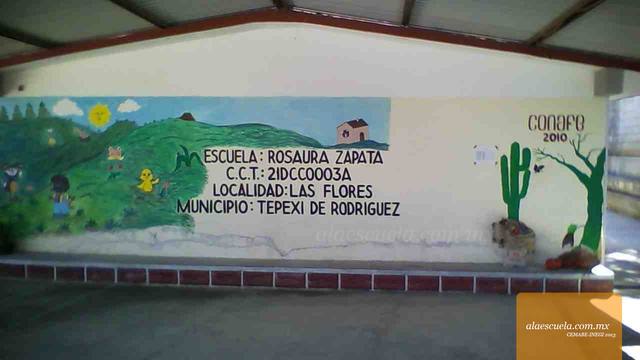 conafe
2010
ESCUELA: ROSAURA ZAPATA
C.C.T.: 21DCC0003A
LOCALIDAD: LAS FLORES
MUNICIPIO: TEPEXI DE RODRIGUEZ
alaescuela.com.mx
alaescuela.com.mx
CEMABE-INEGI 2013